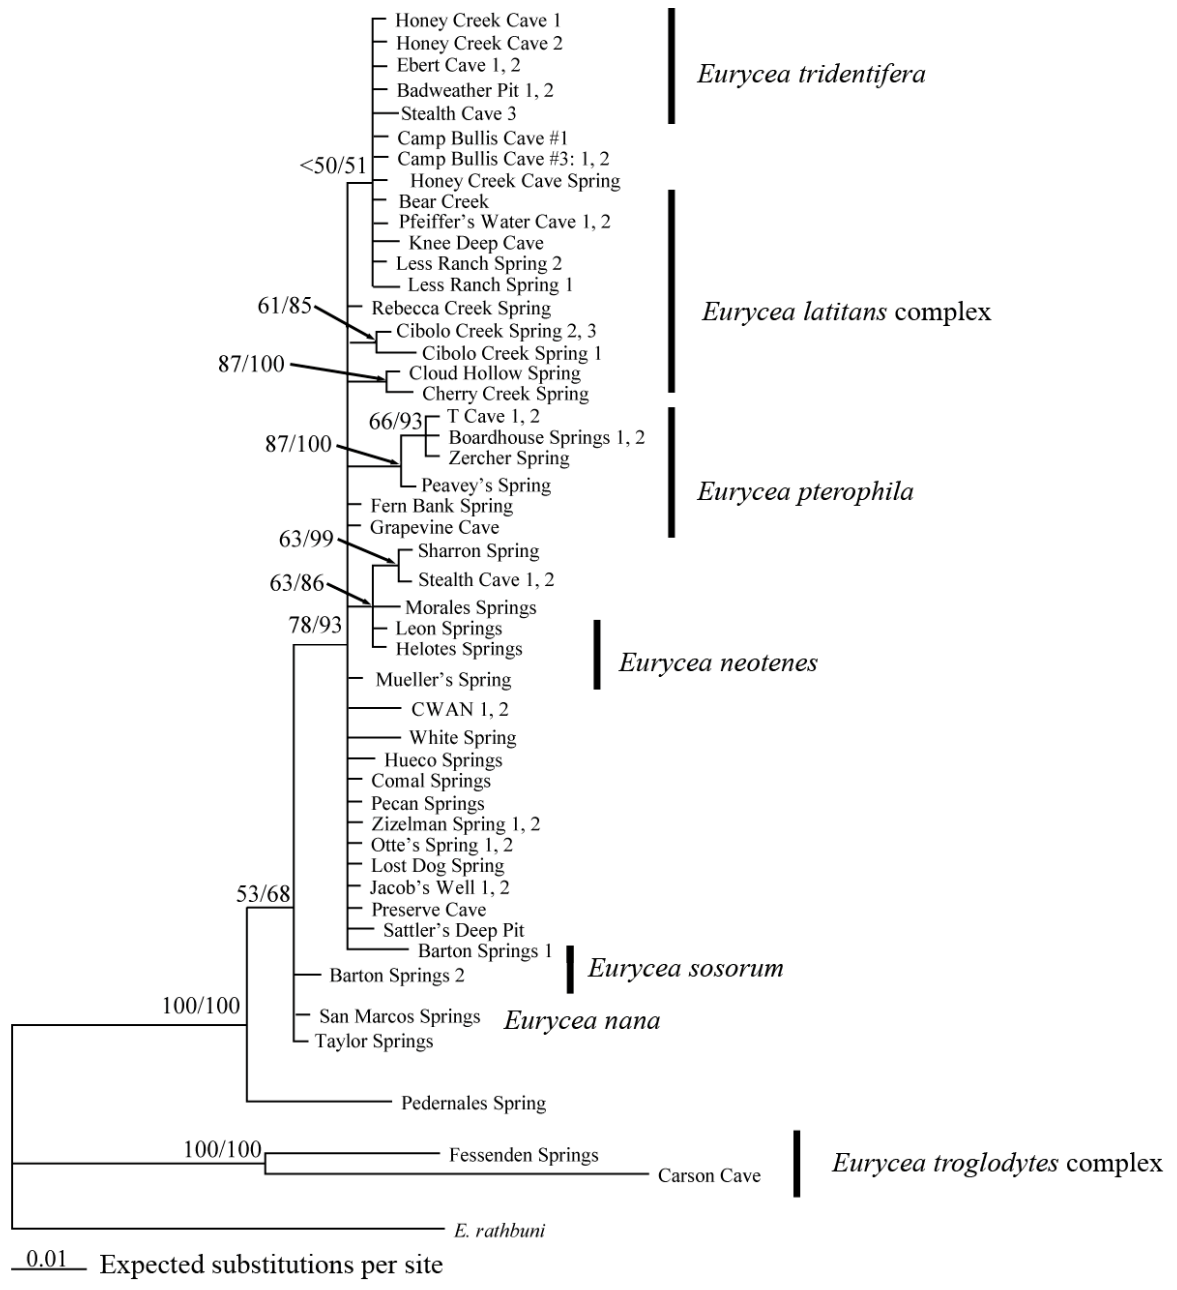 Honey Creek Cave 1
Honey Creek Cave 2
Ebert Cave 1, 2
Eurycea tridentifera
Badweather Pit 1, 2
Stealth Cave 3
Camp Bullis Cave #1
Camp Bullis Cave #3: 1, 2
<50/51
Honey Creek Cave Spring
Bear Creek
Pfeiffer's Water Cave 1, 2
Knee Deep Cave
Less Ranch Spring 2
Less Ranch Spring 1
61/85
Rebecca Creek Spring
Eurycea latitans complex
Cibolo Creek Spring 2, 3
Cibolo Creek Spring 1
87/100
Cloud Hollow Spring
Cherry Creek Spring
66/93
T Cave 1, 2
Boardhouse Springs 1, 2
87/100
Zercher Spring
Peavey's Spring
Eurycea pterophila
Fern Bank Spring
Grapevine Cave
63/99
Sharron Spring
63/86
Stealth Cave 1, 2
Morales Springs
78/93
Leon Springs
Helotes Springs
Eurycea neotenes
Mueller's Spring
CWAN 1, 2
White Spring
Hueco Springs
Comal Springs
Pecan Springs
Zizelman Spring 1, 2
Otte's Spring 1, 2
Lost Dog Spring
53/68
Jacob's Well 1, 2
Preserve Cave
Sattler's Deep Pit
Barton Springs 1
Eurycea sosorum
Barton Springs 2
100/100
San Marcos Springs
Eurycea nana
Taylor Springs
Pedernales Spring
100/100
Fessenden Springs
Eurycea troglodytes complex
Carson Cave
E. rathbuni
0.01
Expected substitutions per site